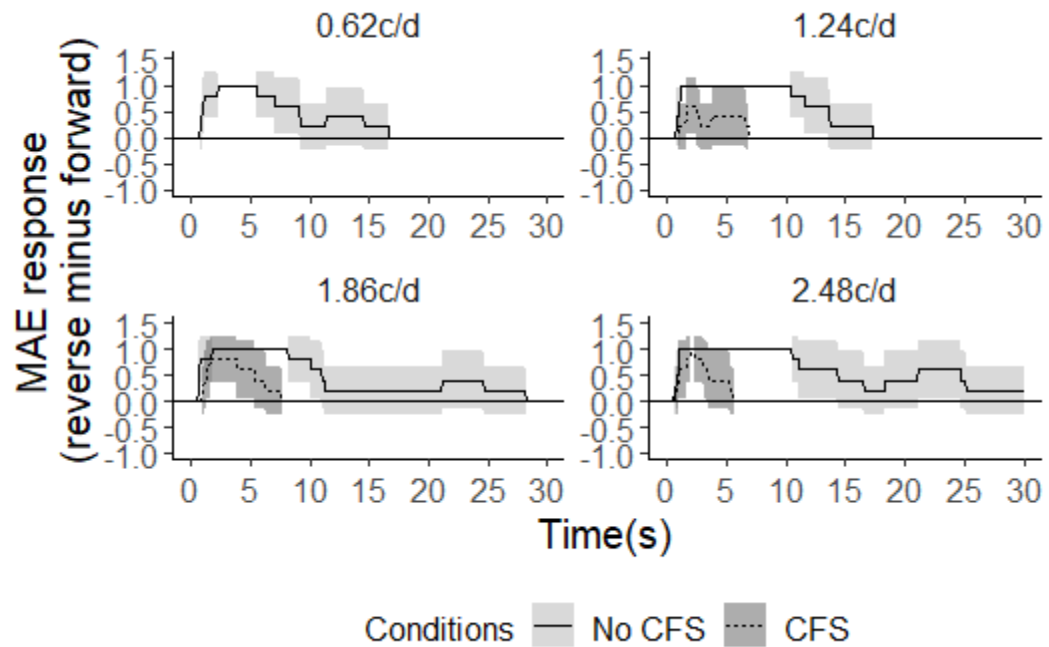 0.62c/d 1.24c/d
1.5 1.5
1.0 1.0
0.5 0.5
0.0 0.0
-0.5 -0.5
-1.0 -1.0
0 5 10 15 20 25 30 0 5 10 15 20 25 30
MAE response
(reverse minus forward)
1.86c/d 2.48c/d
1.5 1.5
1.0 1.0
0.5 0.5
0.0 0.0
-0.5 -0.5
-1.0 -1.0
0 5 10 15 20 25 30 0 5 10 15 20 25 30
Time(s)
Conditions No CFS CFS